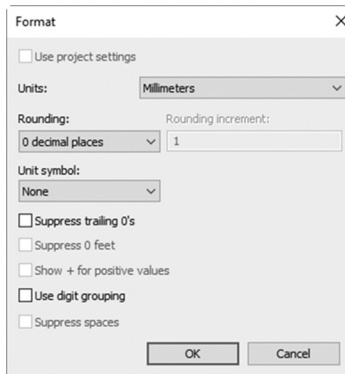 Format
Use project settings
Units: Millimeters
Rounding: Rounding increment:
0 decimal places 1
Unit symbol:
None
Suppress trailing 0's
Suppress 0 feet
Show + for positive values
Use digit grouping
Suppress spaces
OK Cancel